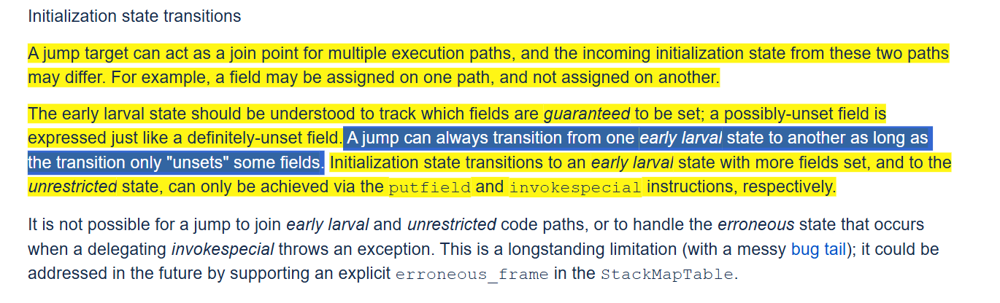 Initialization state transitions
A jump target can act as a join point for multiple execution paths, and the incoming initialization state from these two paths
may differ. For example, a field may be assigned on one path, and not assigned on another.
The early larval state should be understood to track which fields are guaranteed to be set; a possibly-unset field is
expressed just like a definitely-unset field. A jump can always transition from one early larval state to another as long as
the transition only "unsets" some fields. Initialization state transitions to an early larval state with more fields set, and to the
unrestricted state, can only be achieved via the putfield and invokespecial instructions, respectively.
It is not possible for a jump to join early larval and unrestricted code paths, or to handle the erroneous state that occurs
when a delegating invokespecial throws an exception. This is a longstanding limitation (with a messy bug tail); it could be
addressed in the future by supporting an explicit erroneous_frame in the StackMapTable.